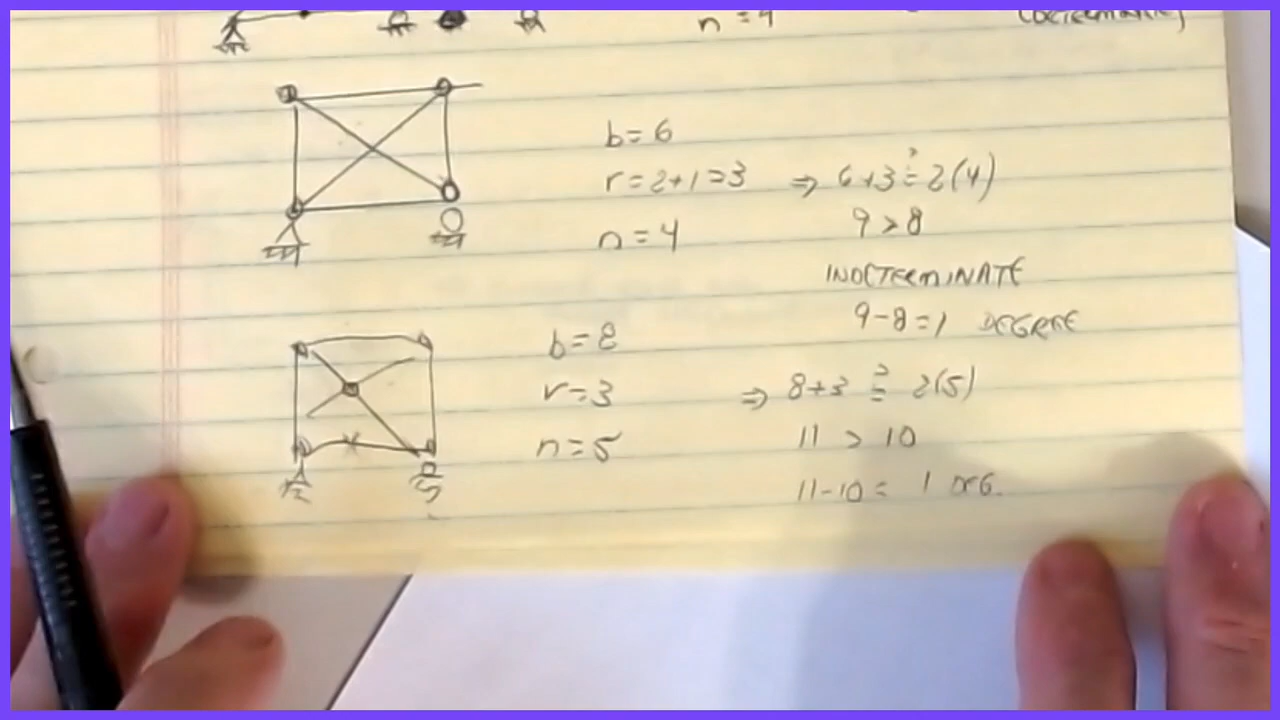 n = 4
b = 6
r = 2+1 = 3 ⇒ 6+3 ≟ 2(4)
n = 4
9 > 8
INDETERMINATE
9-8 = 1 DEGREE
b = 8
r = 3 ⇒ 8+3 ≟ 2(5)
n = 5
11 > 10
11-10 = 1 DEG.